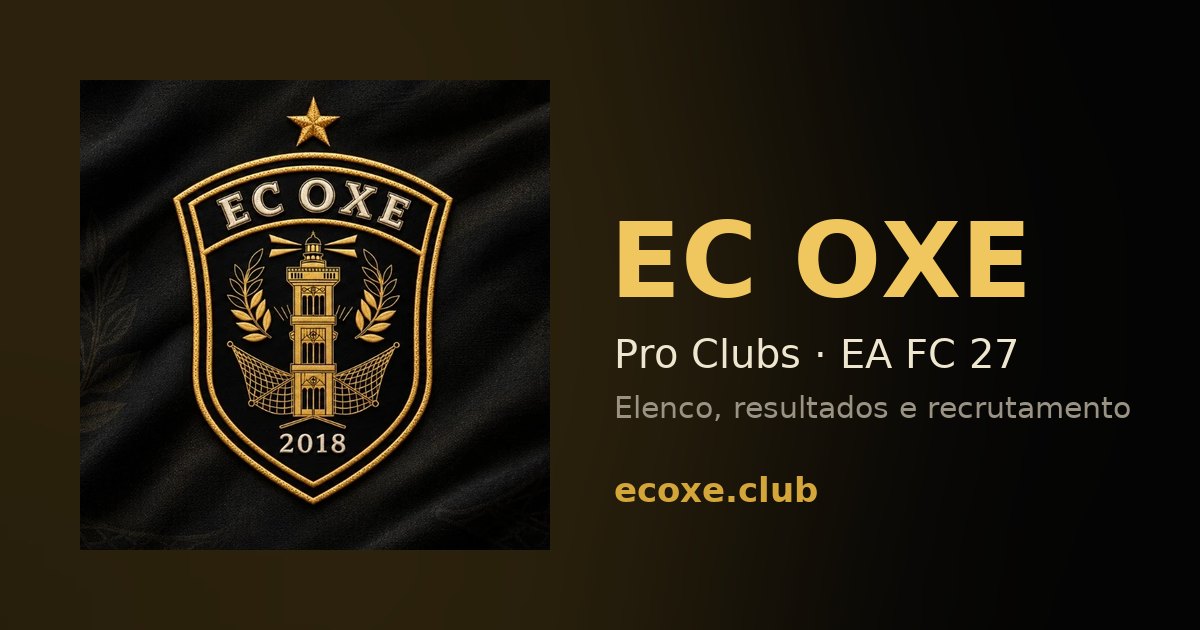 EC OXE
2018
EC OXE
Pro Clubs · EA FC 27
Elenco, resultados e recrutamento
ecoxe.club